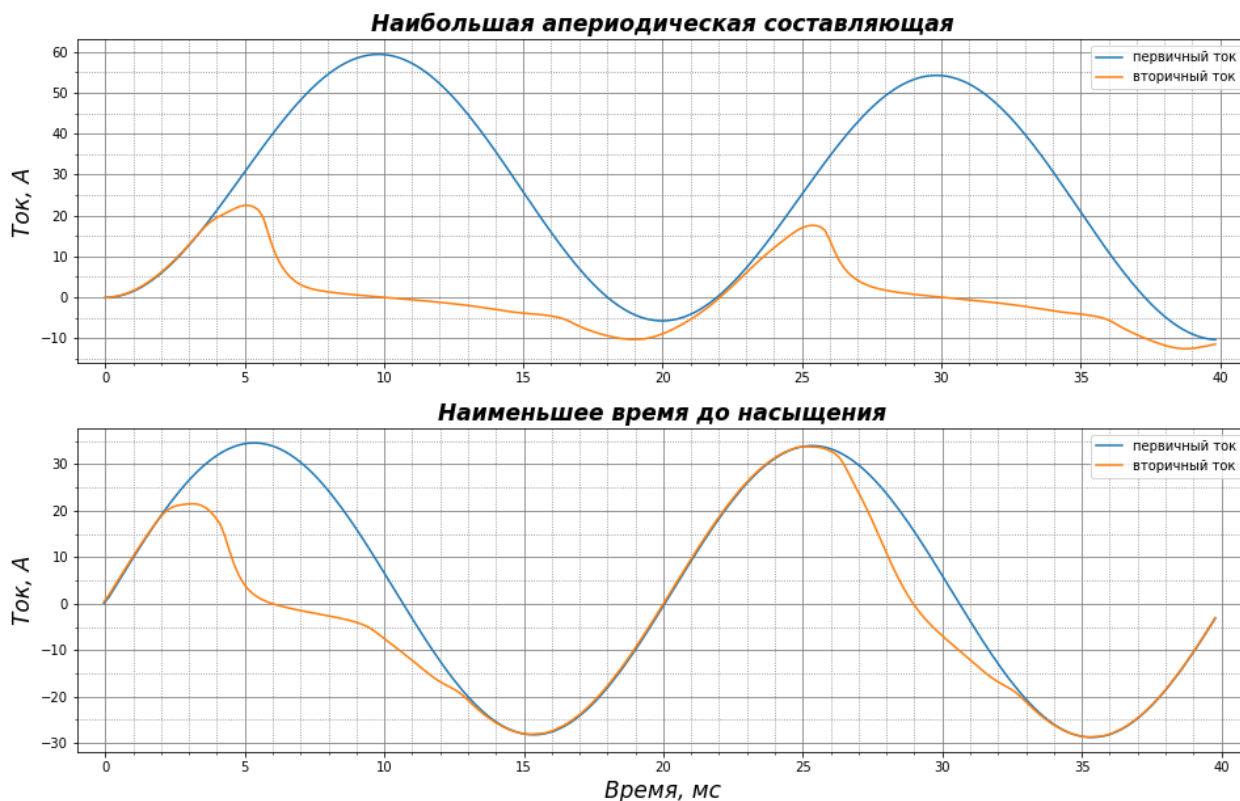 Наибольшая апериодическая составляющая
60
50
40
30
20
10
0
−10
Ток, А
первичный ток
вторичный ток
0 5 10 15 20 25 30 35 40
Наименьшее время до насыщения
30
20
10
0
−10
−20
−30
Ток, А
первичный ток
вторичный ток
0 5 10 15 20 25 30 35 40
Время, мс